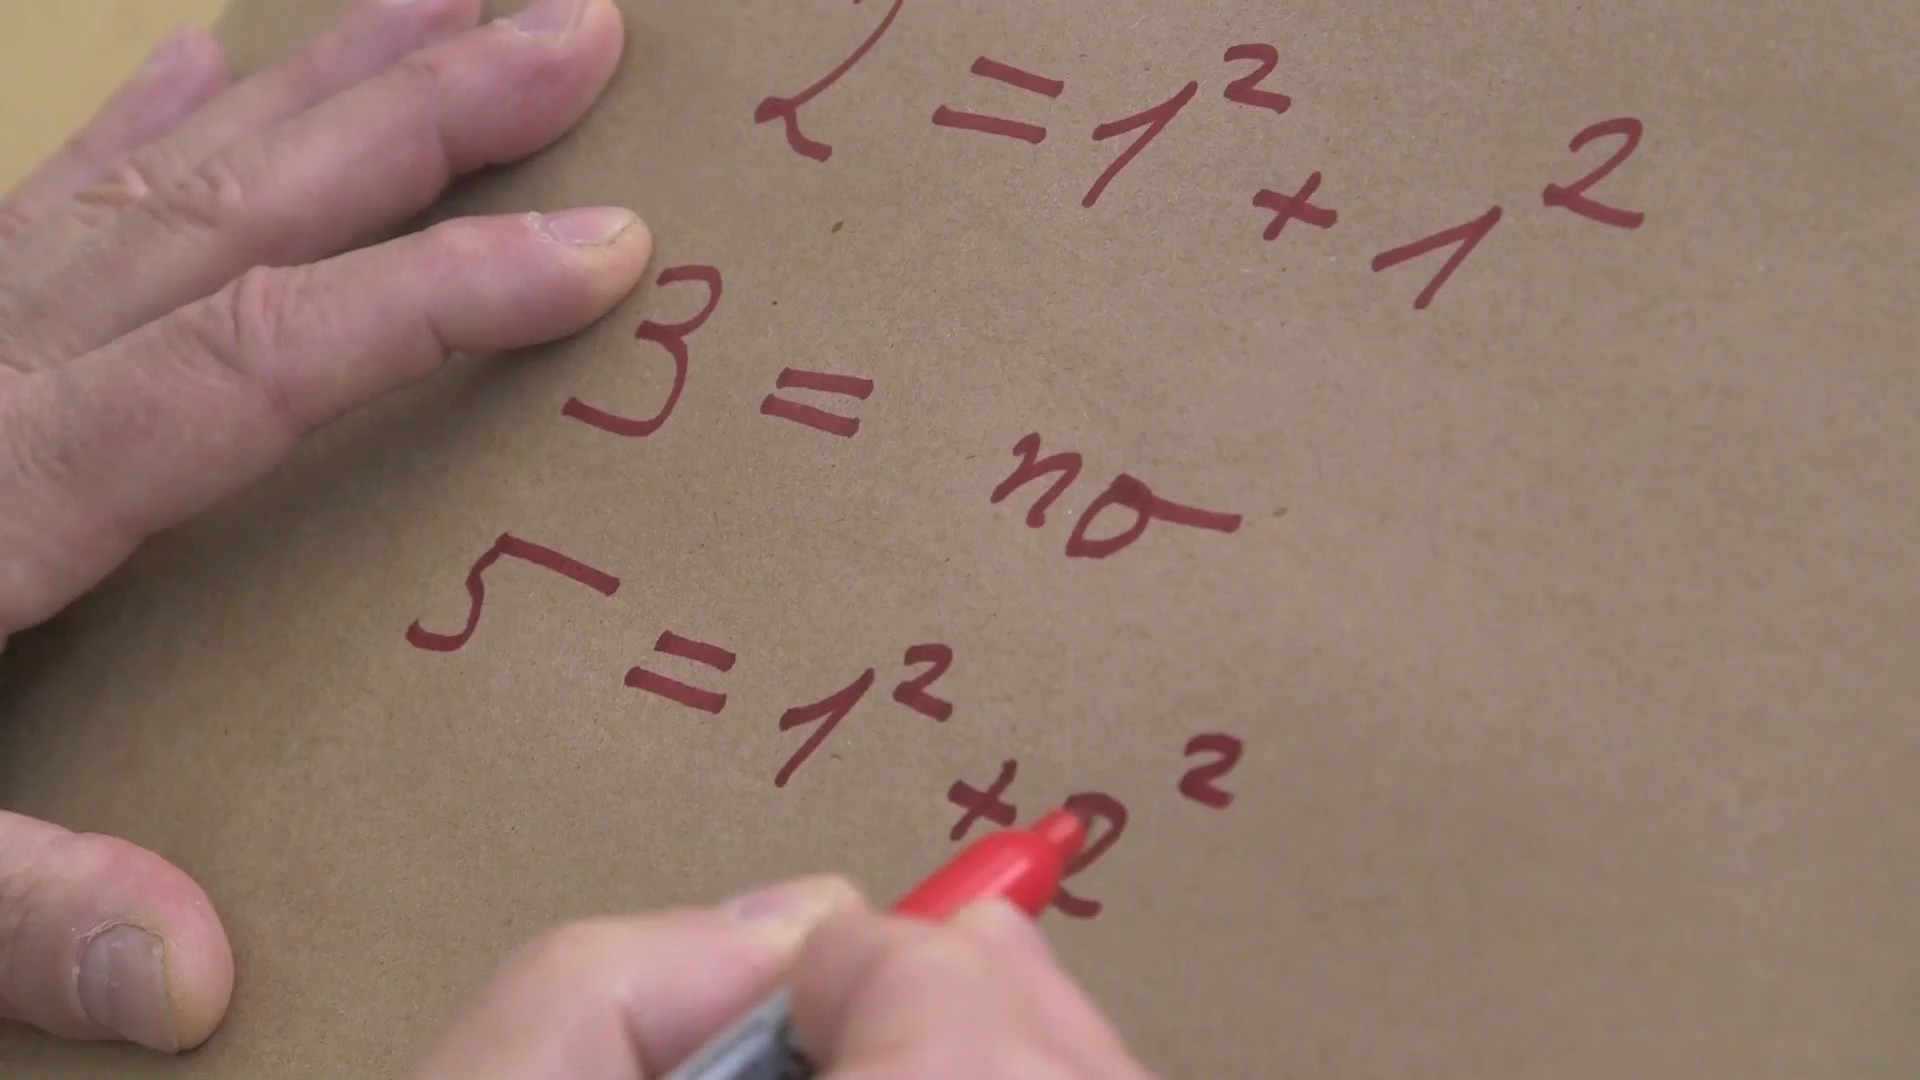 2 = 1² + 1²
3 = no
5 = 1² + 2²